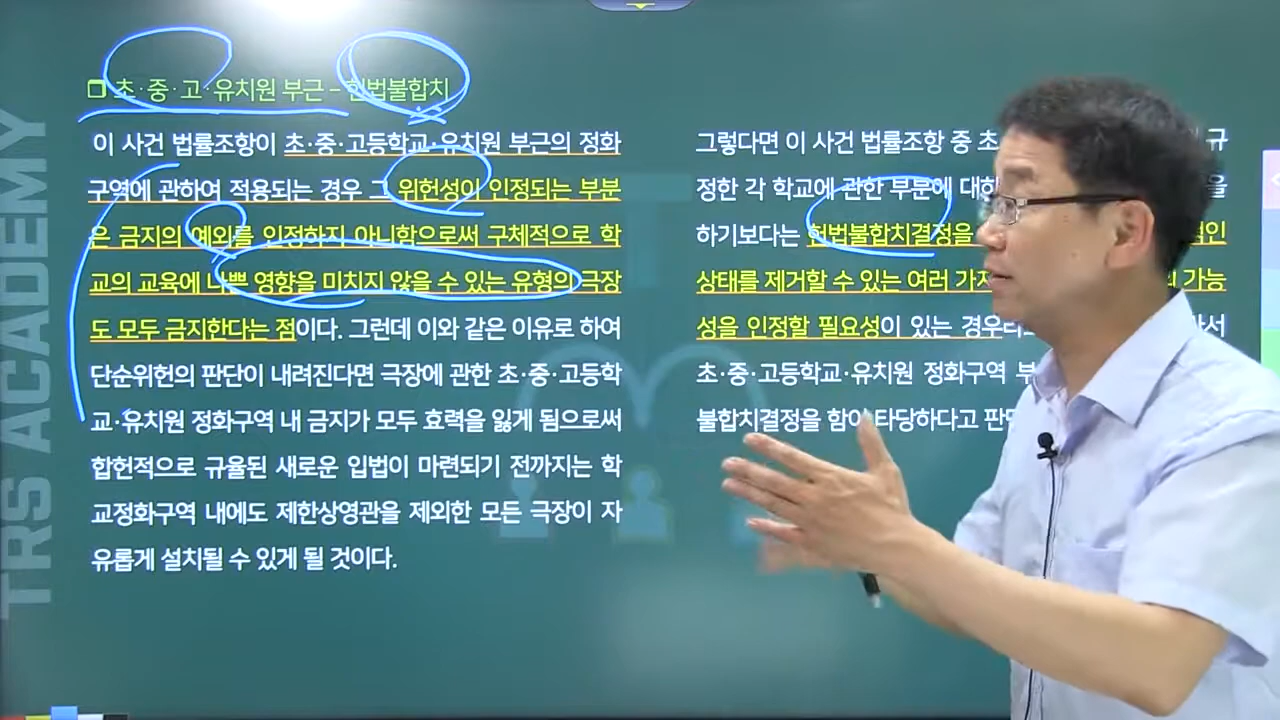 초·중·고·유치원 부근 - 헌법불합치
이 사건 법률조항이 초·중·고등학교·유치원 부근의 정화
구역에 관하여 적용되는 경우 그 위헌성이 인정되는 부분
은 금지의 예외를 인정하지 아니함으로써 구체적으로 학
교의 교육에 나쁜 영향을 미치지 않을 수 있는 유형의 극장
도 모두 금지한다는 점이다. 그런데 이와 같은 이유로 하여
단순위헌의 판단이 내려진다면 극장에 관한 초·중·고등학
교·유치원 정화구역 내 금지가 모두 효력을 잃게 됨으로써
합헌적으로 규율된 새로운 입법이 마련되기 전까지는 학
교정화구역 내에도 제한상영관을 제외한 모든 극장이 자
유롭게 설치될 수 있게 될 것이다.
그렇다면 이 사건 법률조항 중 초 규
정한 각 학교에 관한 부분에 대한 을
하기보다는 헌법불합치결정을 인
상태를 제거할 수 있는 여러 가지 가능
성을 인정할 필요성이 있는 경우
초·중·고등학교·유치원 정화구역 부
불합치결정을 함이 타당하다고 판
TRS ACADEMY